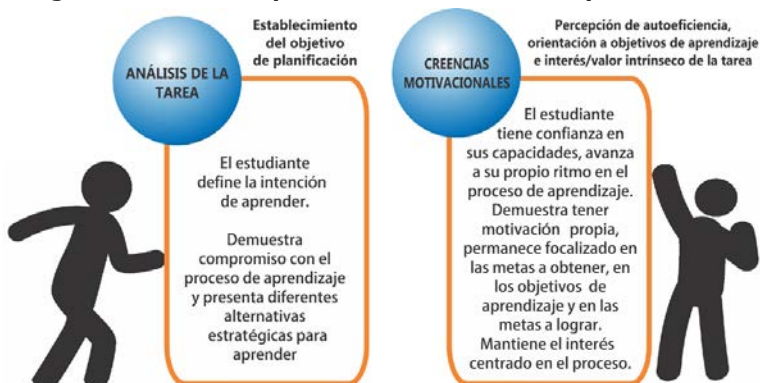 Establecimiento
del objetivo
de planificación
ANÁLISIS DE LA
TAREA
El estudiante
define la intención
de aprender.
Demuestra
compromiso con el
proceso de aprendizaje
y presenta diferentes
alternativas
estratégicas para
aprender
Percepción de autoeficiencia,
orientación a objetivos de aprendizaje
e interés/valor intrínseco de la tarea
CREENCIAS
MOTIVACIONALES
El estudiante
tiene confianza en
sus capacidades, avanza
a su propio ritmo en el
proceso de aprendizaje.
Demuestra tener
motivación propia,
permanece focalizado en
las metas a obtener, en
los objetivos de
aprendizaje y en las
metas a lograr.
Mantiene el interés
centrado en el proceso.